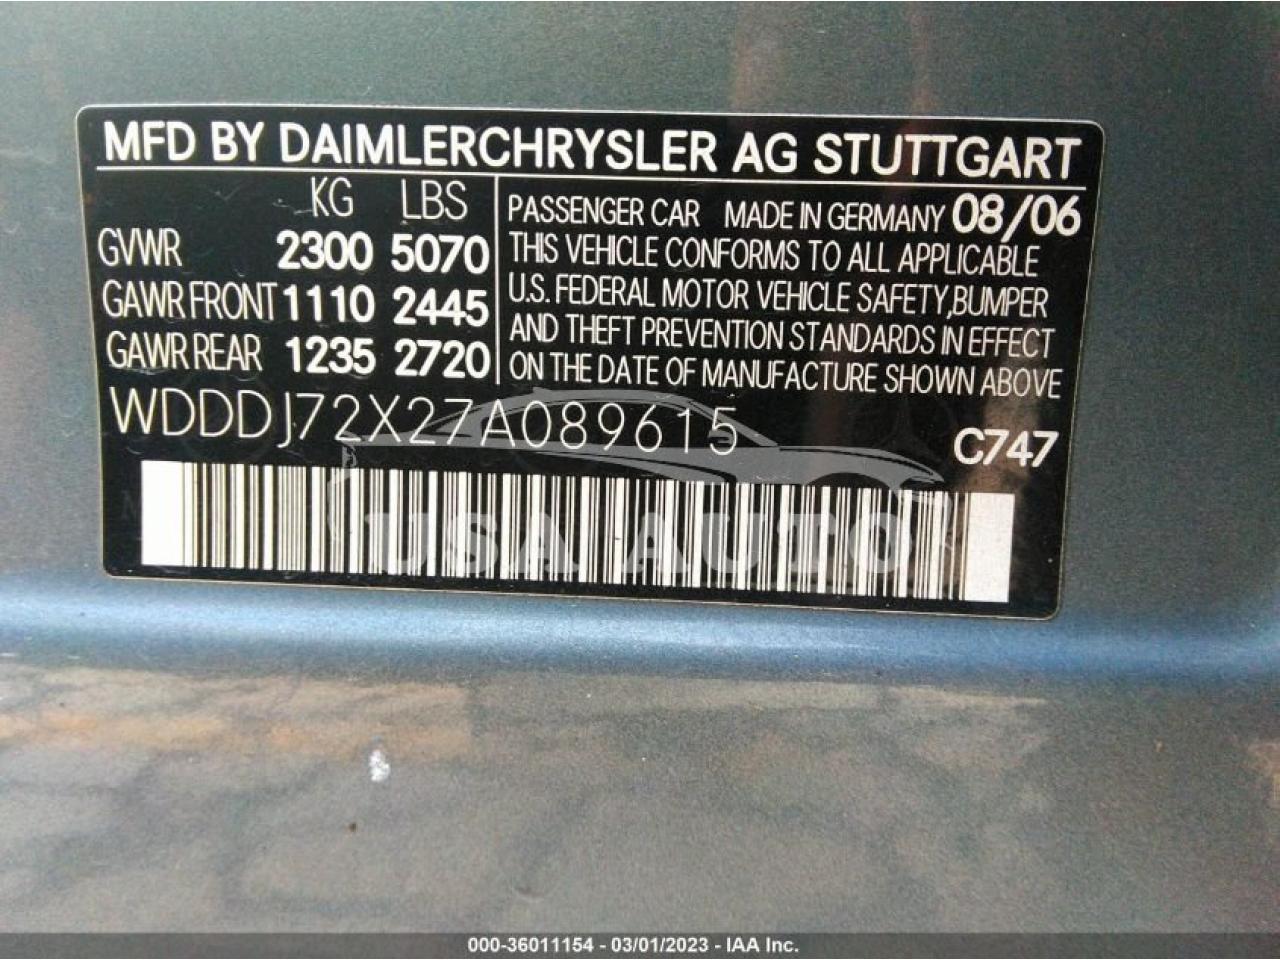 MFD BY DAIMLERCHRYSLER AG STUTTGART
KG LBS
GVWR 2300 5070
GAWR FRONT 1110 2445
GAWR REAR 1235 2720
PASSENGER CAR MADE IN GERMANY 08/06
THIS VEHICLE CONFORMS TO ALL APPLICABLE
U.S. FEDERAL MOTOR VEHICLE SAFETY,BUMPER
AND THEFT PREVENTION STANDARDS IN EFFECT
ON THE DATE OF MANUFACTURE SHOWN ABOVE
WDDDJ72X27A089615
C747
USA AUTO
000-36011154 - 03/01/2023 - IAA Inc.